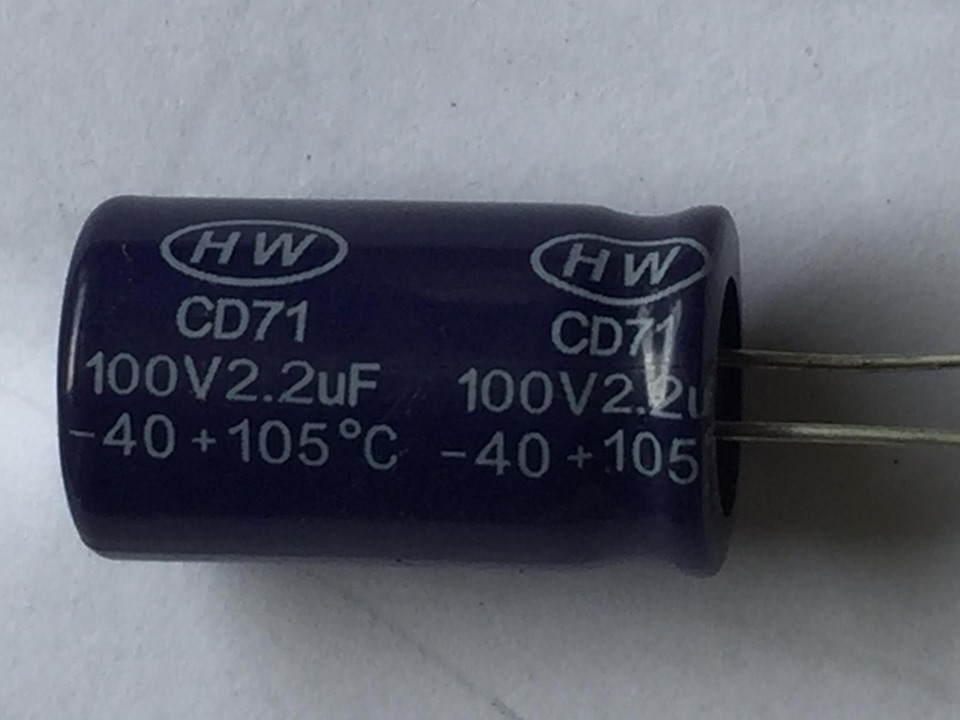 HW
CD71
100V2.2uF
-40 +105°C
HW
CD71
100V2.2u
-40 +105